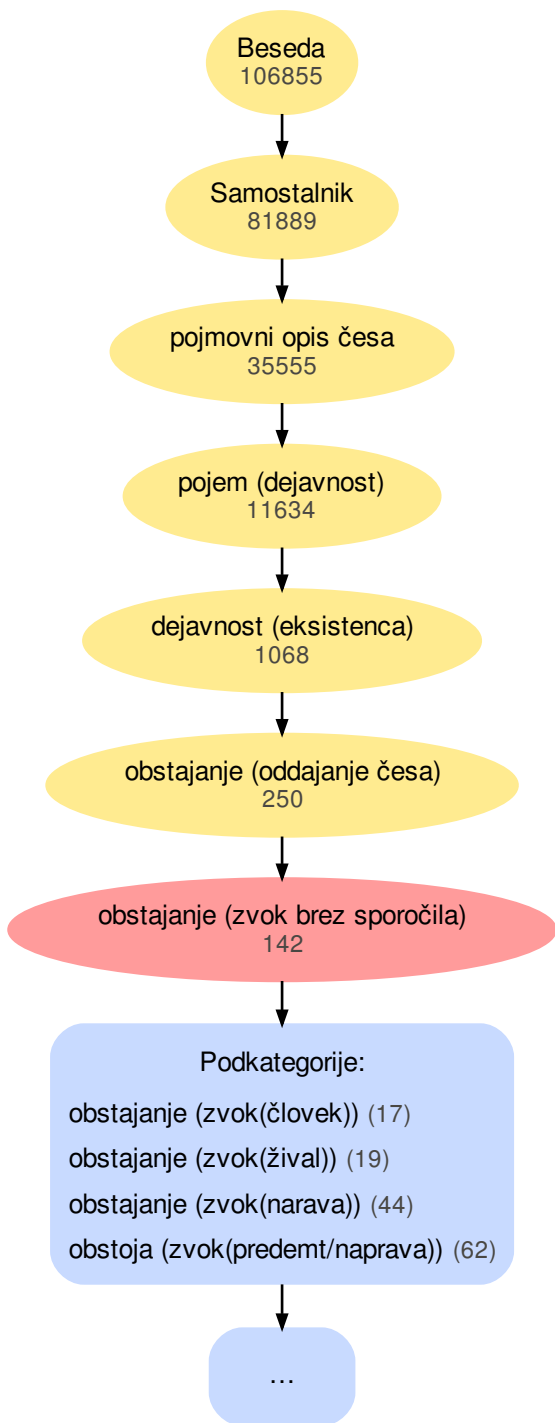 Beseda
106855
Samostalnik
81889
pojmovni opis česa
35555
pojem (dejavnost)
11634
dejavnost (eksistenca)
1068
obstajanje (oddajanje česa)
250
obstajanje (zvok brez sporočila)
142
Podkategorije:
obstajanje (zvok(človek)) (17)
obstajanje (zvok(žival)) (19)
obstajanje (zvok(narava)) (44)
obstoja (zvok(predemt/naprava)) (62)
...